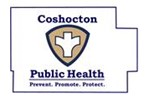 Coshocton
Public Health
Prevent. Promote. Protect.